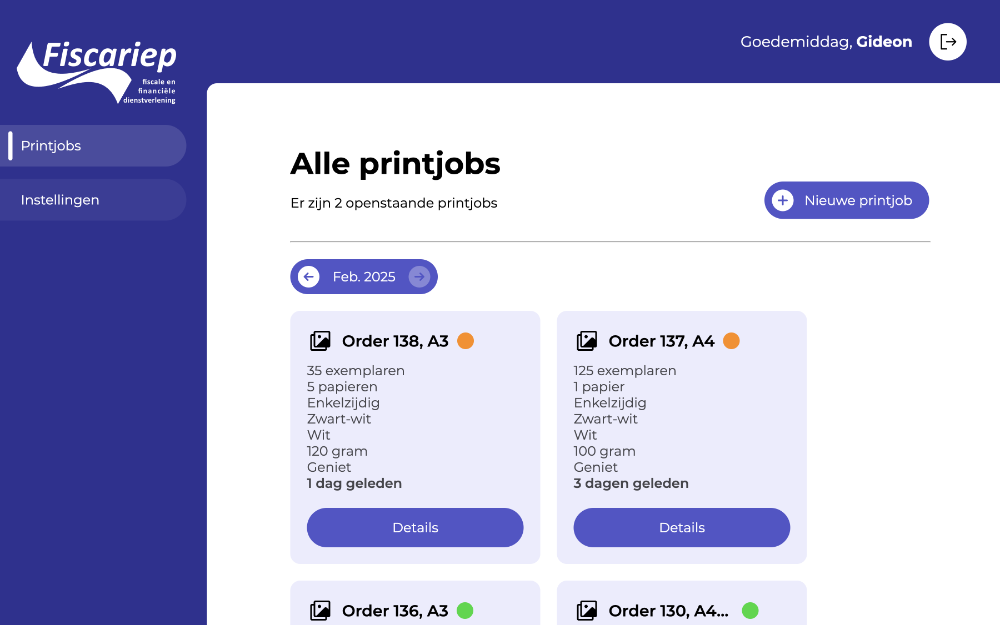 Fiscariep
fiscale en
financiële
dienstverlening
Goedemiddag, Gideon
Printjobs
Instellingen
Alle printjobs
Er zijn 2 openstaande printjobs
Nieuwe printjob
Feb. 2025
Order 138, A3
35 exemplaren
5 papieren
Enkelzijdig
Zwart-wit
Wit
120 gram
Geniet
1 dag geleden
Details
Order 137, A4
125 exemplaren
1 papier
Enkelzijdig
Zwart-wit
Wit
100 gram
Geniet
3 dagen geleden
Details
Order 136, A3
Order 130, A4...